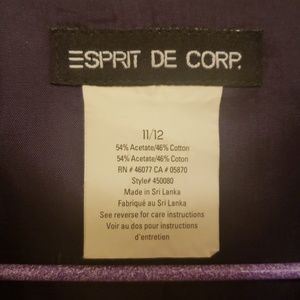 ESPRIT DE CORP.
11/12
54% Acetate/46% Cotton
54% Acetate/46% Coton
RN # 46077 CA # 05870
Style# 450080
Made in Sri Lanka
Fabriqué au Sri Lanka
See reverse for care instructions
Voir au dos pour instructions
d'entretien